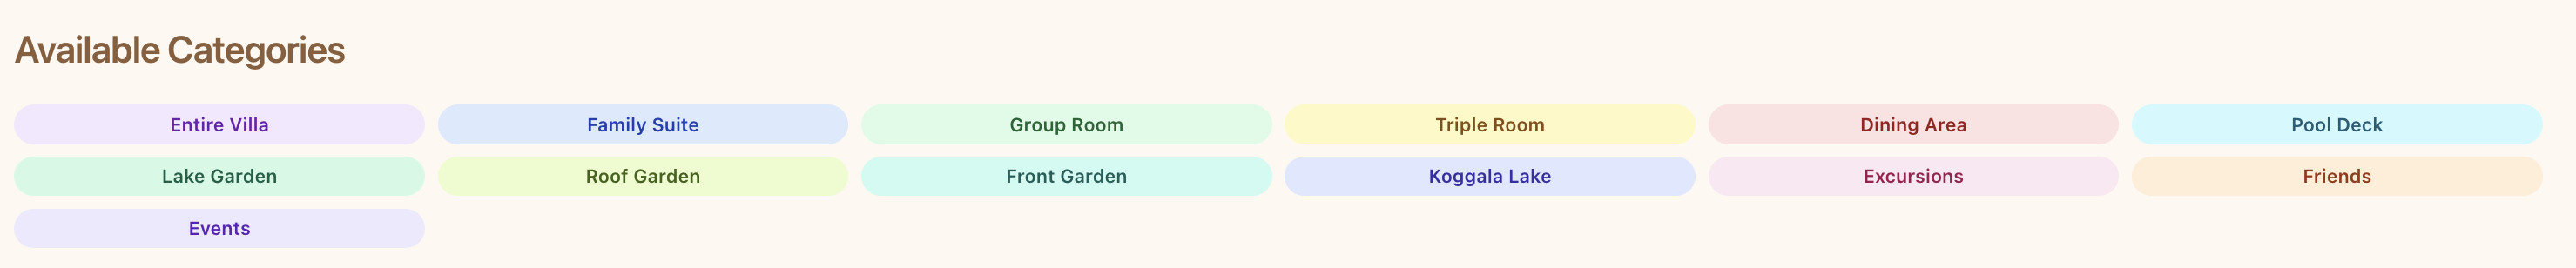 Available Categories
Entire Villa
Family Suite
Group Room
Triple Room
Dining Area
Pool Deck
Lake Garden
Roof Garden
Front Garden
Koggala Lake
Excursions
Friends
Events